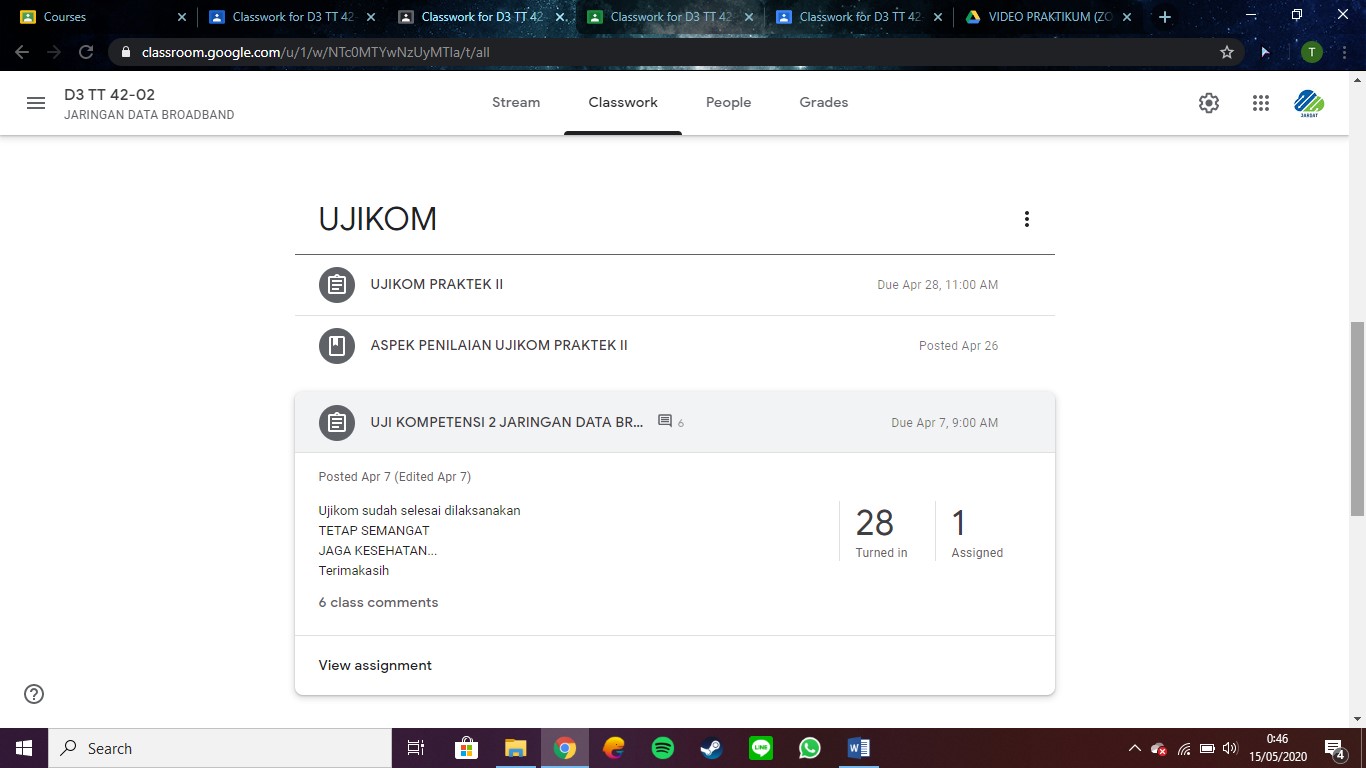 Courses
Classwork for D3 TT 42-
Classwork for D3 TT 42-
Classwork for D3 TT 42-
Classwork for D3 TT 42-
VIDEO PRAKTIKUM (ZO
classroom.google.com/u/1/w/NTc0MTYwNzUyMTla/t/all
T
D3 TT 42-02
JARINGAN DATA BROADBAND
Stream
Classwork
People
Grades
JARDAT
UJIKOM
UJIKOM PRAKTEK II
Due Apr 28, 11:00 AM
ASPEK PENILAIAN UJIKOM PRAKTEK II
Posted Apr 26
UJI KOMPETENSI 2 JARINGAN DATA BR...
6
Due Apr 7, 9:00 AM
Posted Apr 7 (Edited Apr 7)
Ujikom sudah selesai dilaksanakan
TETAP SEMANGAT
JAGA KESEHATAN...
Terimakasih
28
Turned in
1
Assigned
6 class comments
View assignment
Search
LINE
0:46
15/05/2020
4